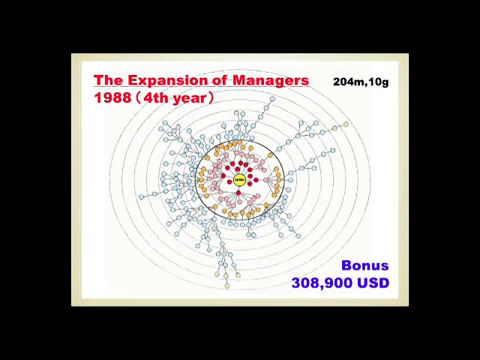 The Expansion of Managers
1988（4th year） 204m,10g
Bonus
308,900 USD